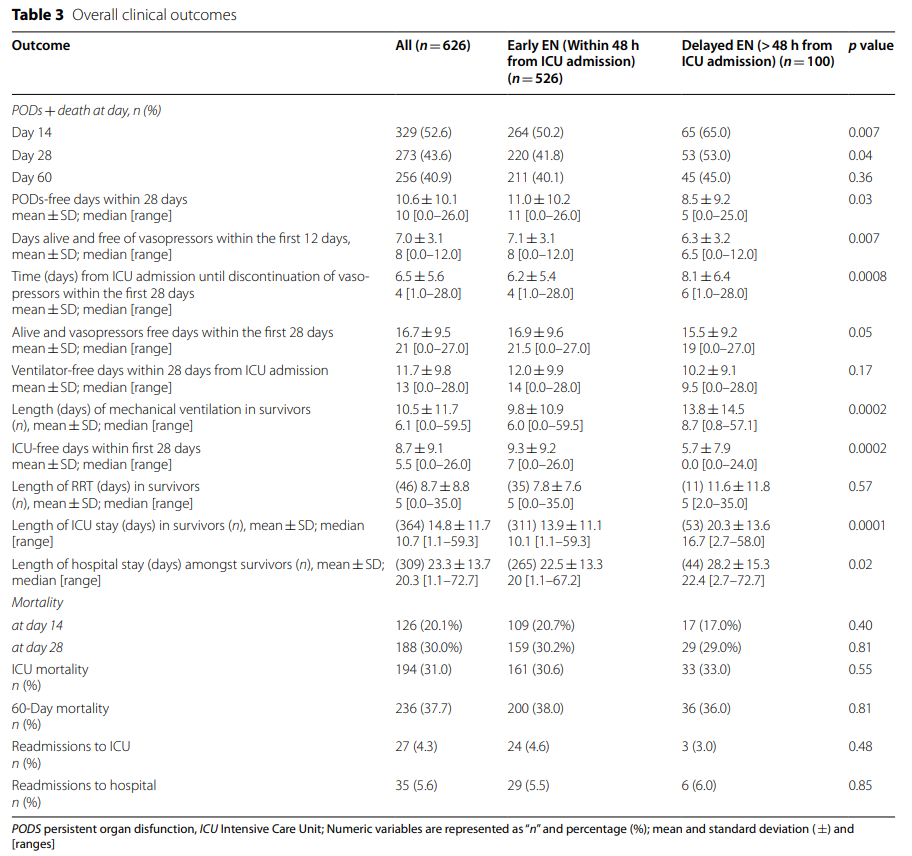 Table 3 Overall clinical outcomes
Outcome All (n = 626) Early EN (Within 48 h Delayed EN (> 48 h from p value
from ICU admission) ICU admission) (n = 100)
(n = 526)
PODs + death at day, n (%)
Day 14 329 (52.6) 264 (50.2) 65 (65.0) 0.007
Day 28 273 (43.6) 220 (41.8) 53 (53.0) 0.04
Day 60 256 (40.9) 211 (40.1) 45 (45.0) 0.36
PODs-free days within 28 days 10.6 ± 10.1 11.0 ± 10.2 8.5 ± 9.2 0.03
mean ± SD; median [range] 10 [0.0–26.0) 11 [0.0–26.0) 5 [0.0–25.0]
Days alive and free of vasopressors within the first 12 days, 7.0 ± 3.1 7.1 ± 3.1 6.3 ± 3.2 0.007
mean ± SD; median [range] 8 [0.0–12.0] 8 [0.0–12.0] 6.5 [0.0–12.0]
Time (days) from ICU admission until discontinuation of vaso- 6.5 ± 5.6 6.2 ± 5.4 8.1 ± 6.4 0.0008
pressors within the first 28 days 4 [1.0–28.0] 4 [1.0–28.0] 6 [1.0–28.0]
mean ± SD; median [range]
Alive and vasopressors free days within the first 28 days 16.7 ± 9.5 16.9 ± 9.6 15.5 ± 9.2 0.05
mean ± SD; median [range] 21 [0.0–27.0] 21.5 [0.0–27.0] 19 [0.0–27.0]
Ventilator-free days within 28 days from ICU admission 11.7 ± 9.8 12.0 ± 9.9 10.2 ± 9.1 0.17
mean ± SD; median [range] 13 [0.0–28.0] 14 [0.0–28.0] 9.5 [0.0–28.0]
Length (days) of mechanical ventilation in survivors 10.5 ± 11.7 9.8 ± 10.9 13.8 ± 14.5 0.0002
(n), mean ± SD; median [range] 6.1 [0.0–59.5] 6.0 [0.0–59.5] 8.7 [0.8–57.1]
ICU-free days within first 28 days 8.7 ± 9.1 9.3 ± 9.2 5.7 ± 7.9 0.0002
mean ± SD; median [range] 5.5 [0.0–26.0] 7 [0.0–26.0] 0.0 [0.0–24.0]
Length of RRT (days) in survivors (46) 8.7 ± 8.8 (35) 7.8 ± 7.6 (11) 11.6 ± 11.8 0.57
(n), mean ± SD; median [range] 5 [0.0–35.0] 5 [0.0–35.0] 5 [2.0–35.0]
Length of ICU stay (days) in survivors (n), mean ± SD; median (364) 14.8 ± 11.7 (311) 13.9 ± 11.1 (53) 20.3 ± 13.6 0.0001
[range] 10.7 [1.1–59.3] 10.1 [1.1–59.3] 16.7 [2.7–58.0]
Length of hospital stay (days) amongst survivors (n), mean ± SD; (309) 23.3 ± 13.7 (265) 22.5 ± 13.3 (44) 28.2 ± 15.3 0.02
median [range] 20.3 [1.1–72.7] 20 [1.1–67.2] 22.4 [2.7–72.7]
Mortality
at day 14 126 (20.1%) 109 (20.7%) 17 (17.0%) 0.40
at day 28 188 (30.0%) 159 (30.2%) 29 (29.0%) 0.81
ICU mortality 194 (31.0) 161 (30.6) 33 (33.0) 0.55
n (%)
60-Day mortality 236 (37.7) 200 (38.0) 36 (36.0) 0.81
n (%)
Readmissions to ICU 27 (4.3) 24 (4.6) 3 (3.0) 0.48
n (%)
Readmissions to hospital 35 (5.6) 29 (5.5) 6 (6.0) 0.85
n (%)
PODS persistent organ disfunction, ICU Intensive Care Unit; Numeric variables are represented as “n” and percentage (%); mean and standard deviation (±) and
[ranges]